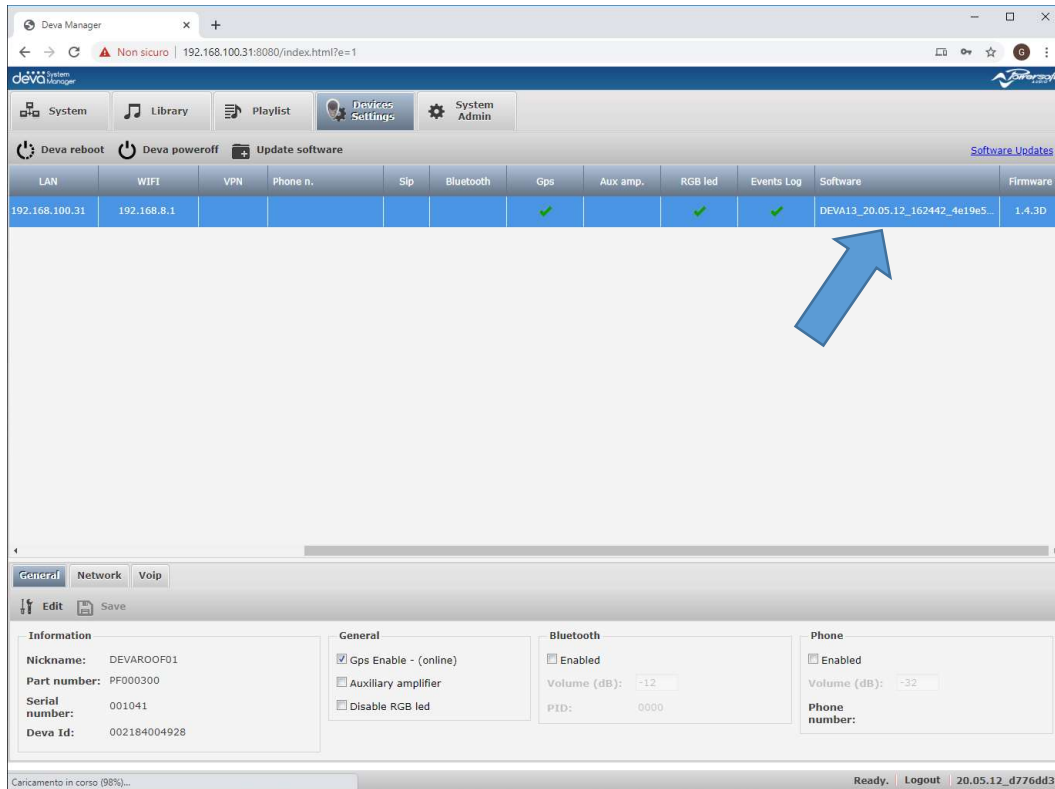 Deva Manager
Non sicuro 192.168.100.31:8080/index.html?e=1
G
deva System Manager
Powersoft
System Library Playlist Devices Settings System Admin
Deva reboot Deva poweroff Update software Software Updates
LAN WIFI VPN Phone n. Sip Bluetooth Gps Aux amp. RGB led Events Log Software Firmware
192.168.100.31 192.168.8.1 DEVA13_20.05.12_162442_4e19e5... 1.4.3D
General Network Voip
Edit Save
Information General Bluetooth Phone
Nickname: DEVAROOF01 Gps Enable - (online) Enabled Enabled
Part number: PF000300 Auxiliary amplifier Volume (dB): -12 Volume (dB): -32
Serial number: 001041 Disable RGB led PID: 0000 Phone number:
Deva Id: 002184004928
Caricamento in corso (98%)... Ready. Logout 20.05.12_d776dd3